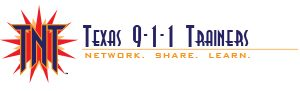 TNT
TEXAS 9-1-1 TRAINERS
NETWORK. SHARE. LEARN.